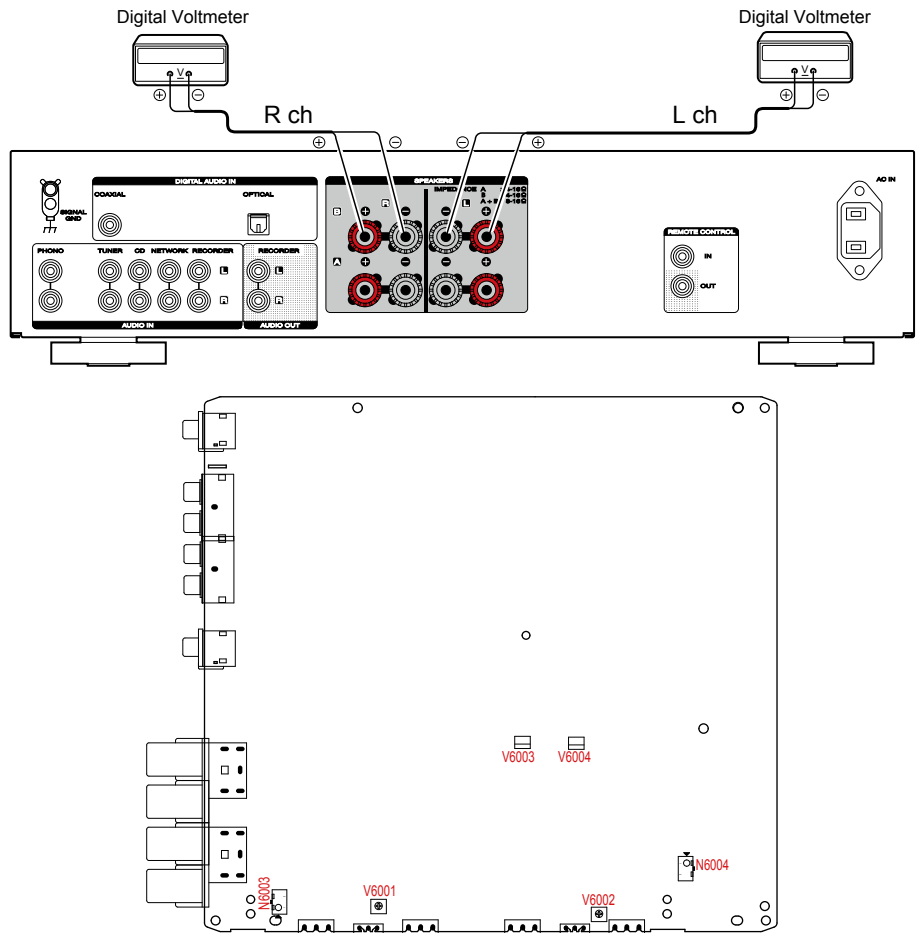 Digital Voltmeter
Digital Voltmeter
V
V
R ch
L ch
DIGITAL AUDIO IN
SPEAKERS
AC IN
COAXIAL
OPTICAL
IMPEDANCE A
B
A + B
SIGNAL
GND
B
L
REMOTE CONTROL
PHONO
TUNER
CD
NETWORK
RECORDER
RECORDER
IN
L
L
A
OUT
AUDIO IN
AUDIO OUT
V6003
V6004
N6004
N6003
V6001
V6002